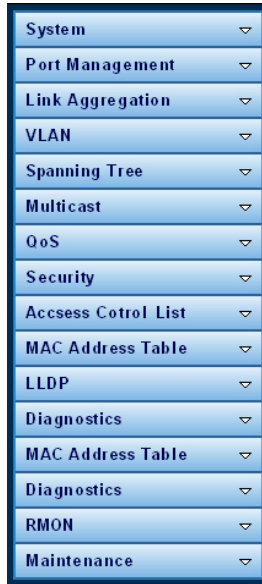 System
Port Management
Link Aggregation
VLAN
Spanning Tree
Multicast
QoS
Security
Accsess Cotrol List
MAC Address Table
LLDP
Diagnostics
MAC Address Table
Diagnostics
RMON
Maintenance